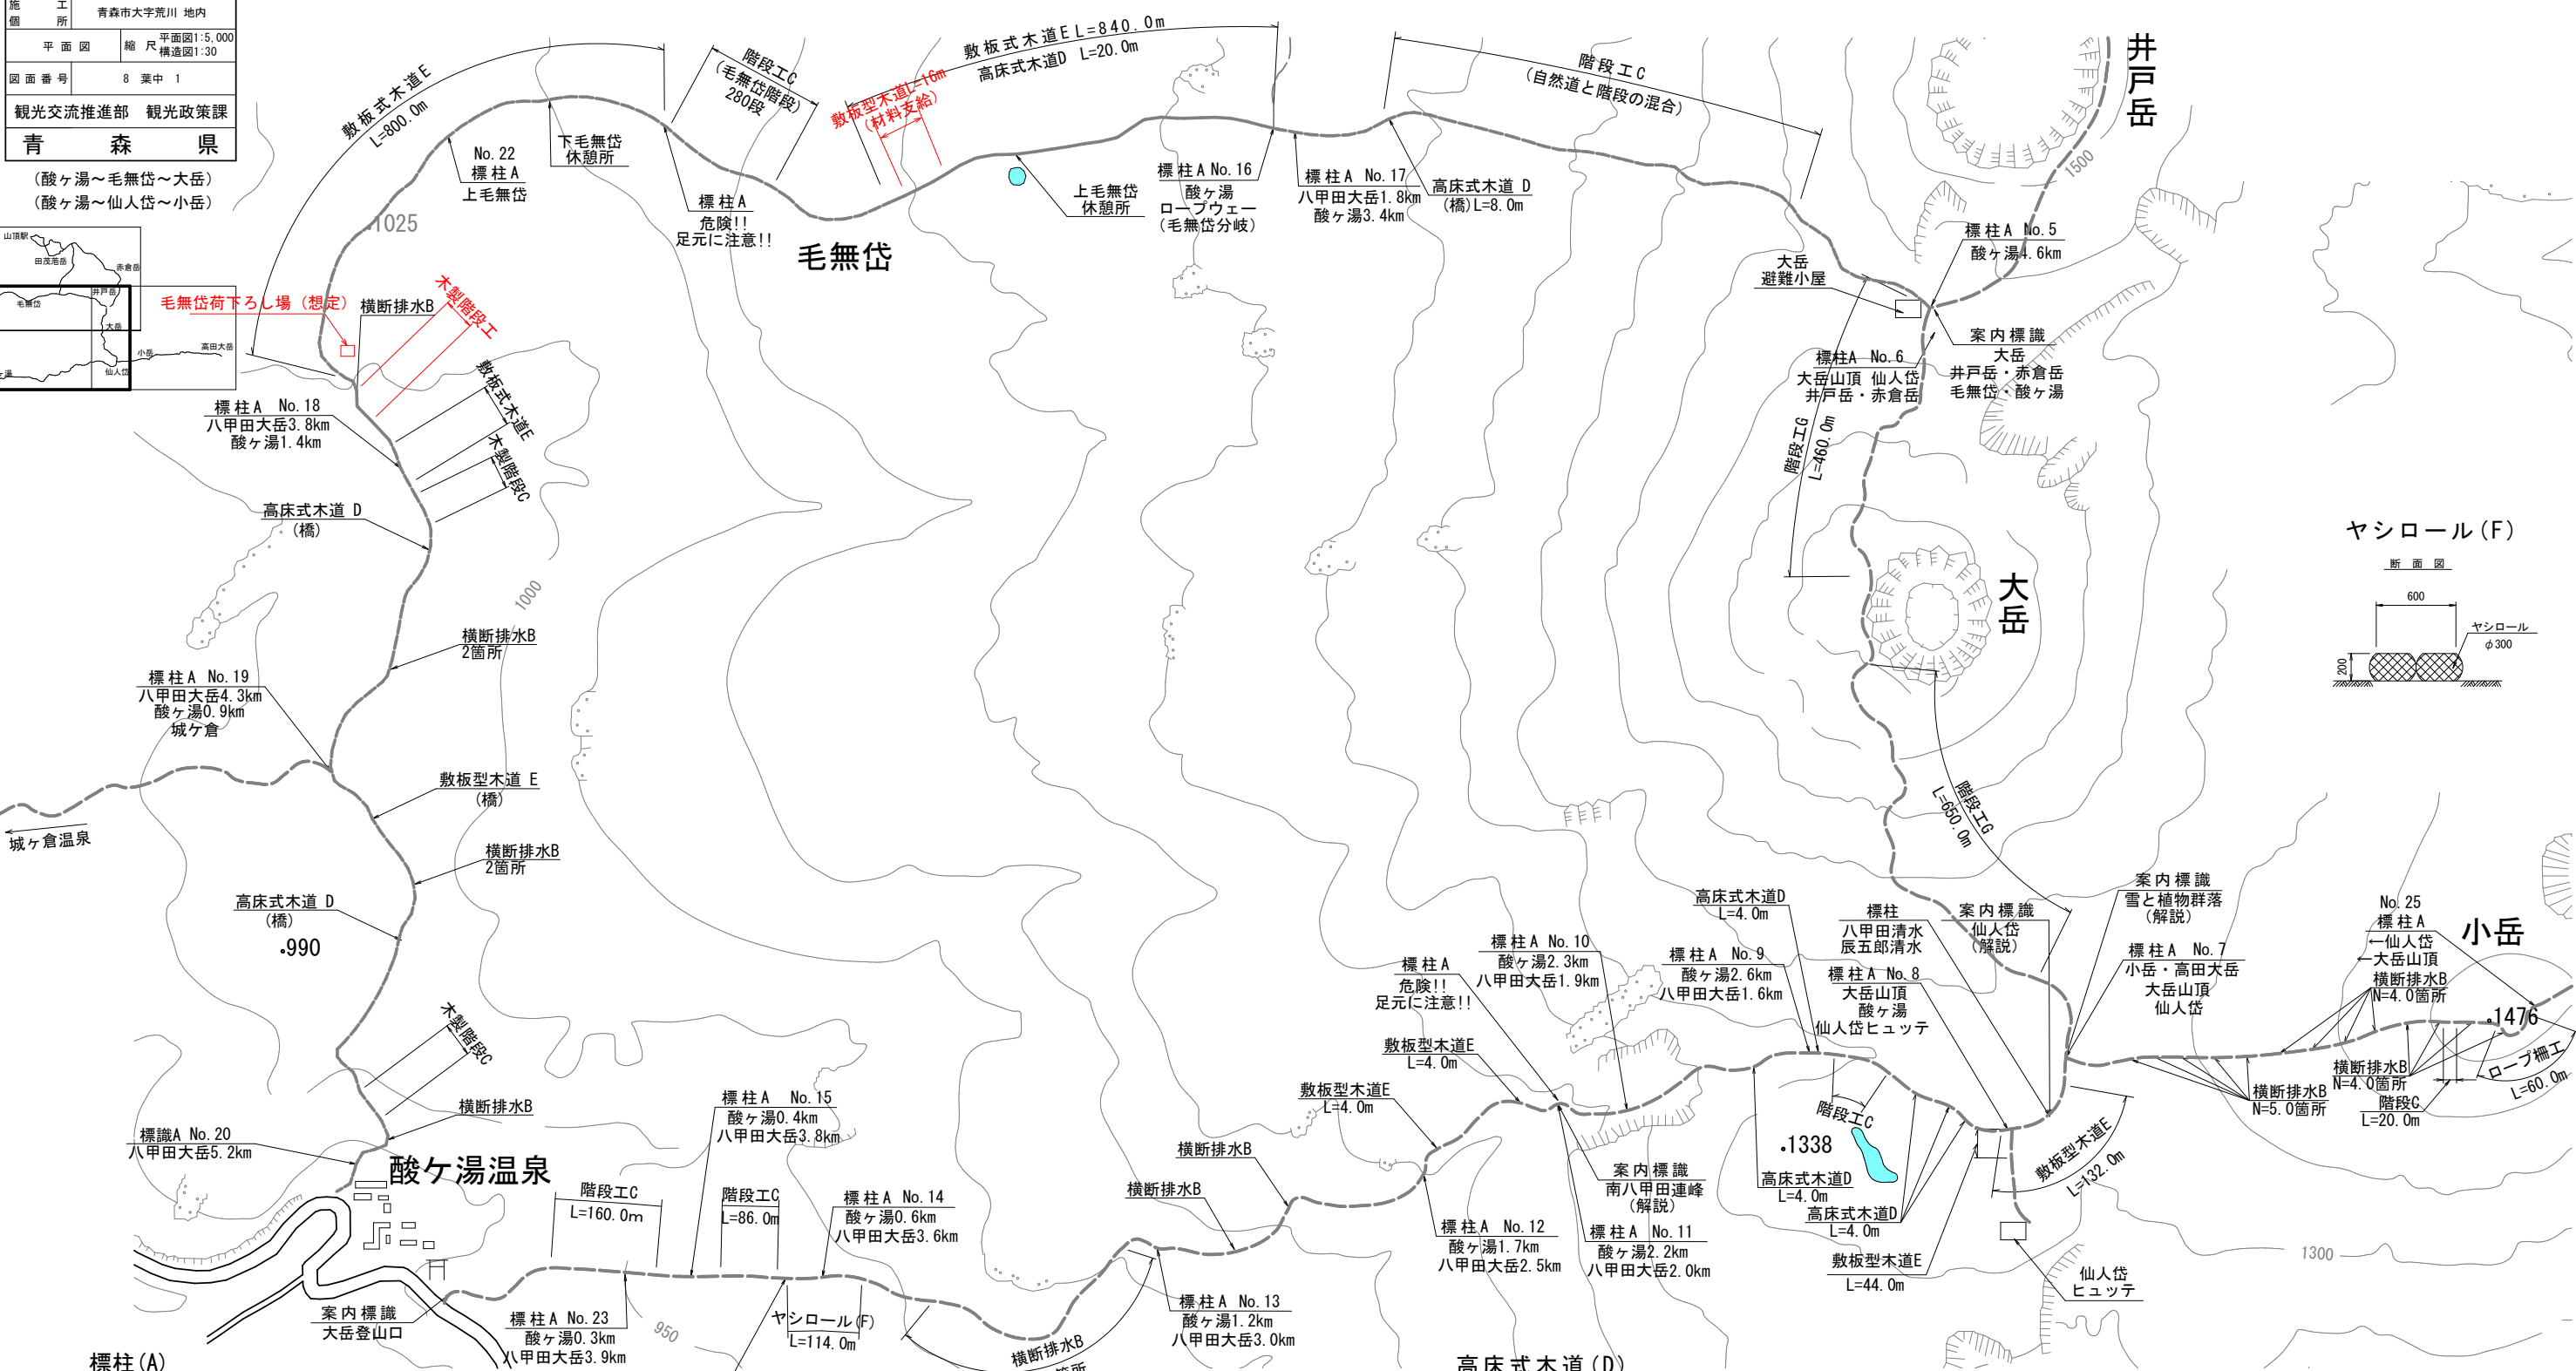 施工
個所
青森市大字荒川 地内
平面図
縮尺
平面図1:5,000
構造図1:30
図面番号
8 葉中 1
観光交流推進部 観光政策課
青森県
(酸ヶ湯~毛無岱~大岳)
(酸ヶ湯~仙人岱~小岳)
山頂駅
田茂萢岳
赤倉岳
井戸岳
毛無岱
大岳
小岳
高田大岳
仙人岱
敷板式木道E
L=800.0m
No.22
標柱A
上毛無岱
下毛無岱
休憩所
階段工C
(毛無岱階段)
280段
標柱A
危険!!
足元に注意!!
敷板型木道L=16m
(材料支給)
敷板式木道E L=840.0m
高床式木道D L=20.0m
毛無岱
上毛無岱
休憩所
標柱A No.16
酸ヶ湯
ロープウェー
(毛無岱分岐)
標柱A No.17
八甲田大岳1.8km
酸ヶ湯3.4km
高床式木道 D
(橋)L=8.0m
階段工C
(自然道と階段の混合)
井戸岳
1500
標柱A No.5
酸ヶ湯4.6km
大岳
避難小屋
標柱A No.6
大岳山頂 仙人岱
井戸岳・赤倉岳
案内標識
大岳
井戸岳・赤倉岳
毛無岱・酸ヶ湯
1025
毛無岱荷下ろし場(想定)
横断排水B
木製階段工
敷板式木道E
木製階段C
標柱A No.18
八甲田大岳3.8km
酸ヶ湯1.4km
高床式木道 D
(橋)
1000
横断排水B
2箇所
標柱A No.19
八甲田大岳4.3km
酸ヶ湯0.9km
城ケ倉
城ヶ倉温泉
敷板型木道 E
(橋)
横断排水B
2箇所
高床式木道 D
(橋)
.990
木製階段C
横断排水B
標識A No.20
八甲田大岳5.2km
酸ケ湯温泉
階段工G
L=460.0m
大岳
階段工G
L=650.0m
ヤシロール(F)
断面図
600
200
ヤシロール
φ300
案内標識
雪と植物群落
(解説)
標柱A No.7
小岳・高田大岳
大岳山頂
仙人岱
No.25
標柱A
←仙人岱
←大岳山頂
小岳
横断排水B
N=4.0箇所
.1476
横断排水B
N=4.0箇所
ロープ柵工
L=60.0m
横断排水B
N=5.0箇所
階段C
L=20.0m
高床式木道D
L=4.0m
標柱
八甲田清水
辰五郎清水
案内標識
仙人岱
(解説)
標柱A No.8
大岳山頂
酸ヶ湯
仙人岱ヒュッテ
標柱A No.9
酸ヶ湯2.6km
八甲田大岳1.6km
標柱A No.10
酸ヶ湯2.3km
八甲田大岳1.9km
標柱A
危険!!
足元に注意!!
敷板型木道E
L=4.0m
敷板型木道E
L=4.0m
横断排水B
横断排水B
階段工C
.1338
高床式木道D
L=4.0m
高床式木道D
L=4.0m
敷板型木道E
L=44.0m
敷板型木道E
L=132.0m
仙人岱
ヒュッテ
1300
案内標識
南八甲田連峰
(解説)
標柱A No.11
酸ヶ湯2.2km
八甲田大岳2.0km
標柱A No.12
酸ヶ湯1.7km
八甲田大岳2.5km
標柱A No.13
酸ヶ湯1.2km
八甲田大岳3.0km
標柱A No.15
酸ヶ湯0.4km
八甲田大岳3.8km
階段工C
L=160.0m
階段工C
L=86.0m
標柱A No.14
酸ヶ湯0.6km
八甲田大岳3.6km
案内標識
大岳登山口
標柱A No.23
酸ヶ湯0.3km
八甲田大岳3.9km
950
ヤシロール(F)
L=114.0m
横断排水B
箇所
標柱(A)
高床式木道(D)